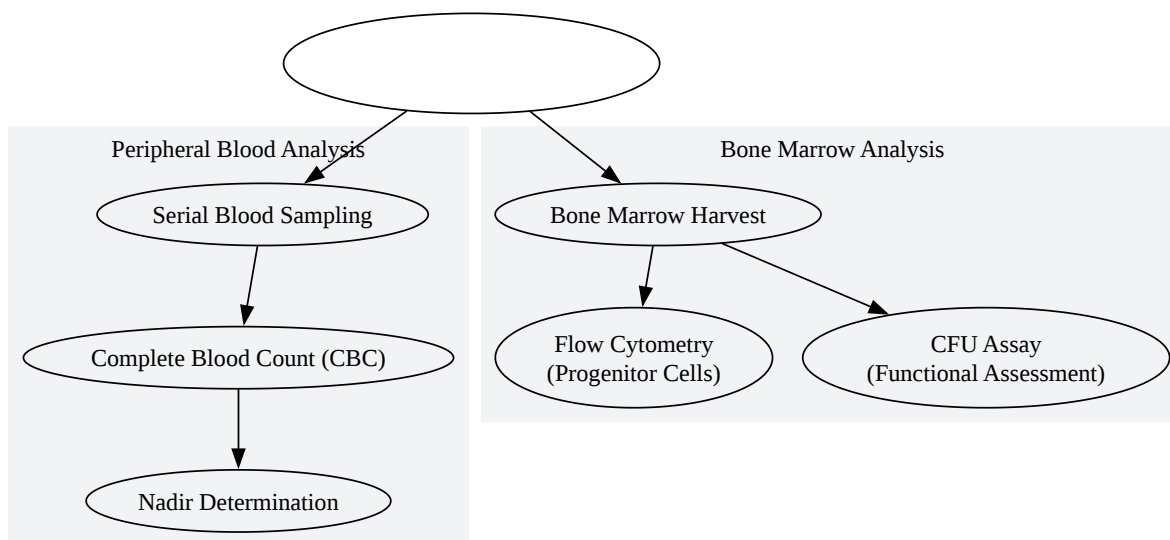 Peripheral Blood Analysis
Serial Blood Sampling
Complete Blood Count (CBC)
Nadir Determination
Bone Marrow Analysis
Bone Marrow Harvest
Flow Cytometry
(Progenitor Cells)
CFU Assay
(Functional Assessment)